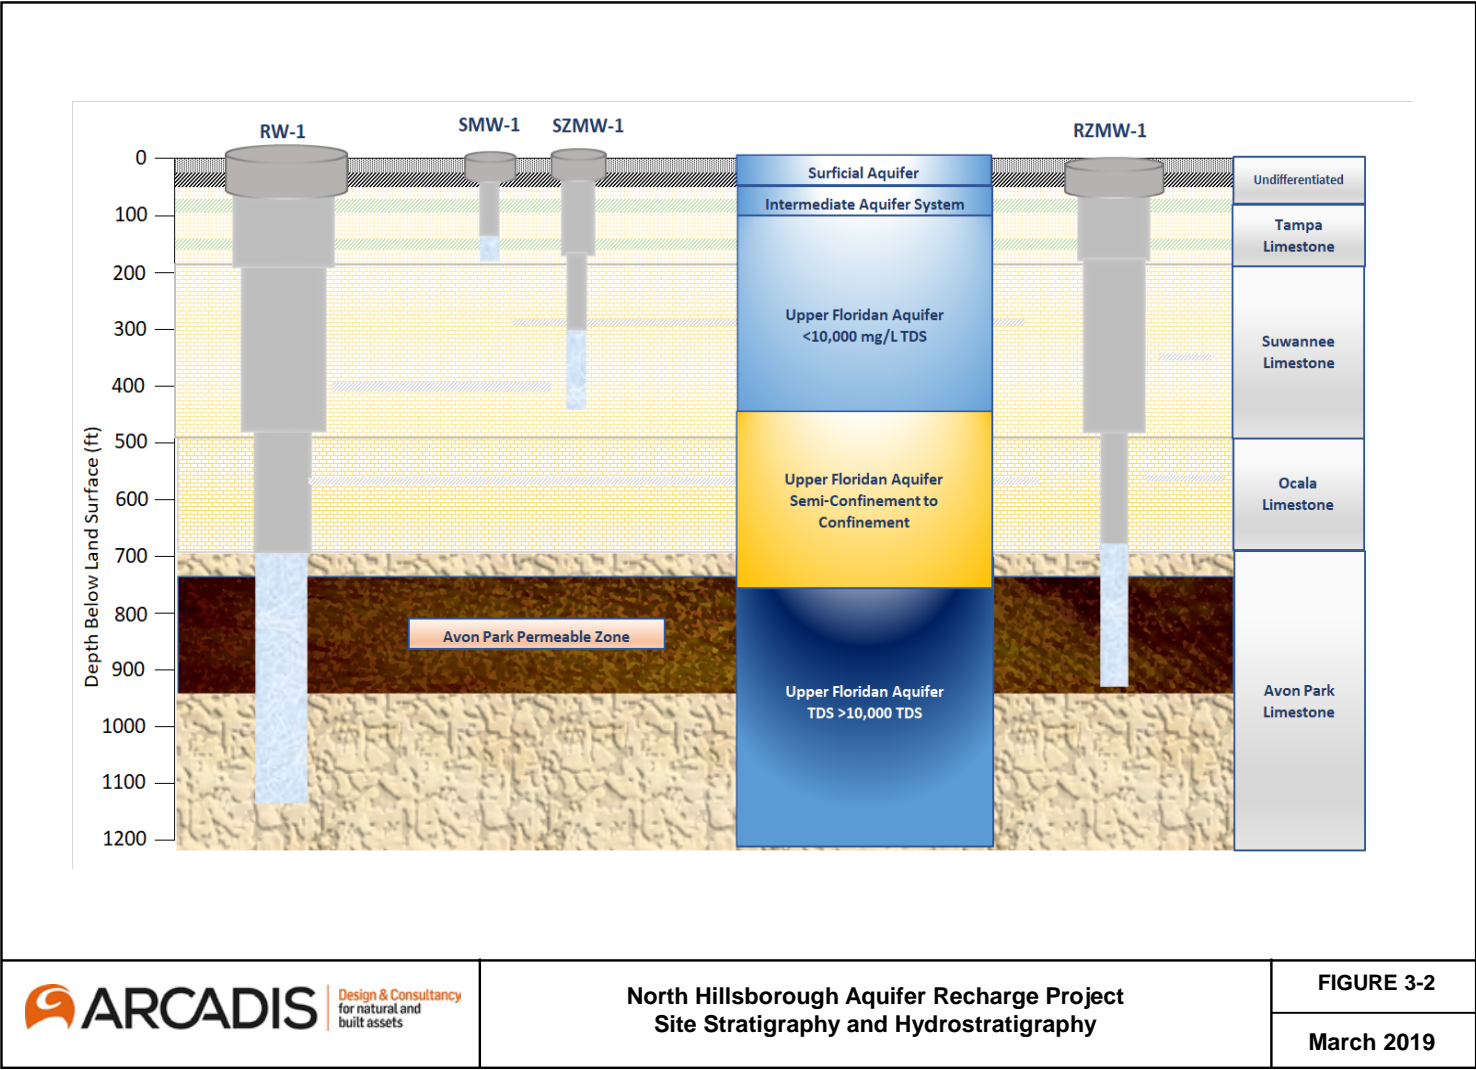 RW-1
SMW-1
SZMW-1
RZMW-1
Depth Below Land Surface (ft)
0
100
200
300
400
500
600
700
800
900
1000
1100
1200
Surficial Aquifer
Intermediate Aquifer System
Upper Floridan Aquifer
<10,000 mg/L TDS
Upper Floridan Aquifer
Semi-Confinement to
Confinement
Upper Floridan Aquifer
TDS >10,000 TDS
Avon Park Permeable Zone
Undifferentiated
Tampa
Limestone
Suwannee
Limestone
Ocala
Limestone
Avon Park
Limestone
ARCADIS
Design & Consultancy
for natural and
built assets
North Hillsborough Aquifer Recharge Project
Site Stratigraphy and Hydrostratigraphy
FIGURE 3-2
March 2019